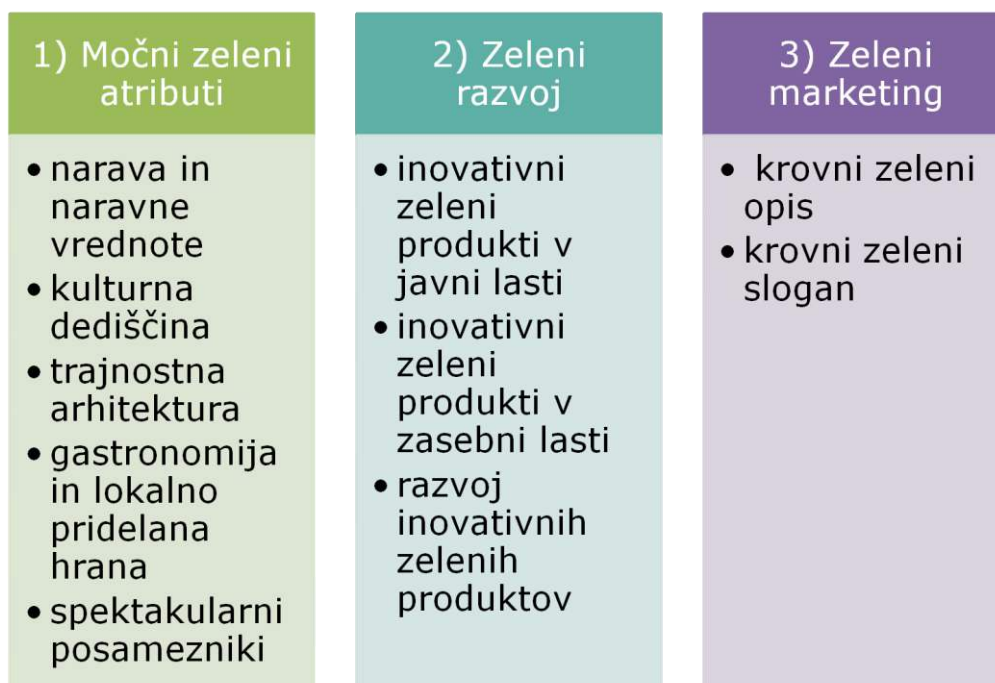 1) Močni zeleni
atributi
• narava in
naravne
vrednote
• kulturna
dediščina
• trajnostna
arhitektura
• gastronomija
in lokalno
pridelana
hrana
• spektakularni
posamezniki
2) Zeleni
razvoj
• inovativni
zeleni
produkti v
javni lasti
• inovativni
zeleni
produkti v
zasebni lasti
• razvoj
inovativnih
zelenih
produktov
3) Zeleni
marketing
• krovni zeleni
opis
• krovni zeleni
slogan